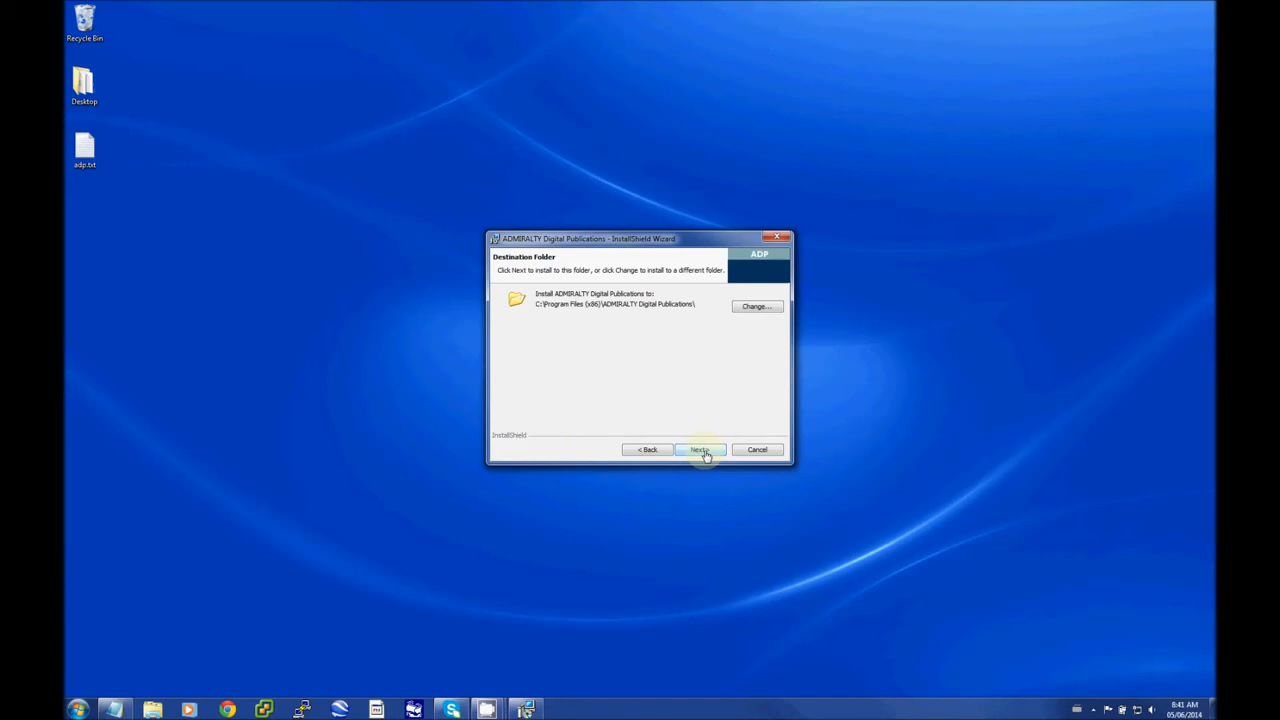 Recycle Bin
Desktop
adp.txt
ADMIRALTY Digital Publications - InstallShield Wizard
Destination Folder
Click Next to install to this folder, or click Change to install to a different folder.
ADP
Install ADMIRALTY Digital Publications to:
C:\Program Files (x86)\ADMIRALTY Digital Publications\
Change...
InstallShield
< Back
Next >
Cancel
8:41 AM
05/06/2014